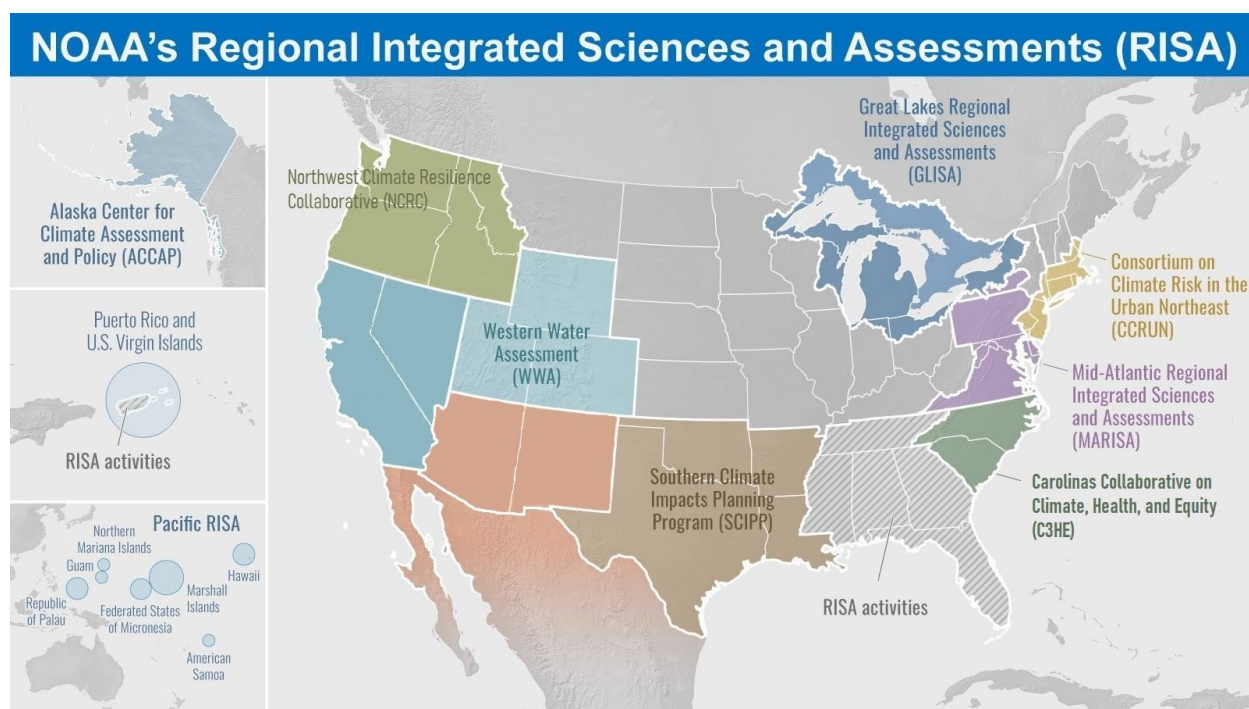 NOAA’s Regional Integrated Sciences and Assessments (RISA)
Alaska Center for
Climate Assessment
and Policy (ACCAP)
Puerto Rico and
U.S. Virgin Islands
RISA activities
Pacific RISA
Northern
Mariana Islands
Guam
Hawaii
Republic
of Palau
Marshall
Islands
Federated States
of Micronesia
American
Samoa
Northwest Climate Resilience
Collaborative (NCRC)
Great Lakes Regional
Integrated Sciences
and Assessments
(GLISA)
Western Water
Assessment
(WWA)
Consortium on
Climate Risk in the
Urban Northeast
(CCRUN)
Mid-Atlantic Regional
Integrated Sciences
and Assessments
(MARISA)
Southern Climate
Impacts Planning
Program (SCIPP)
Carolinas Collaborative on
Climate, Health, and Equity
(C3HE)
RISA activities